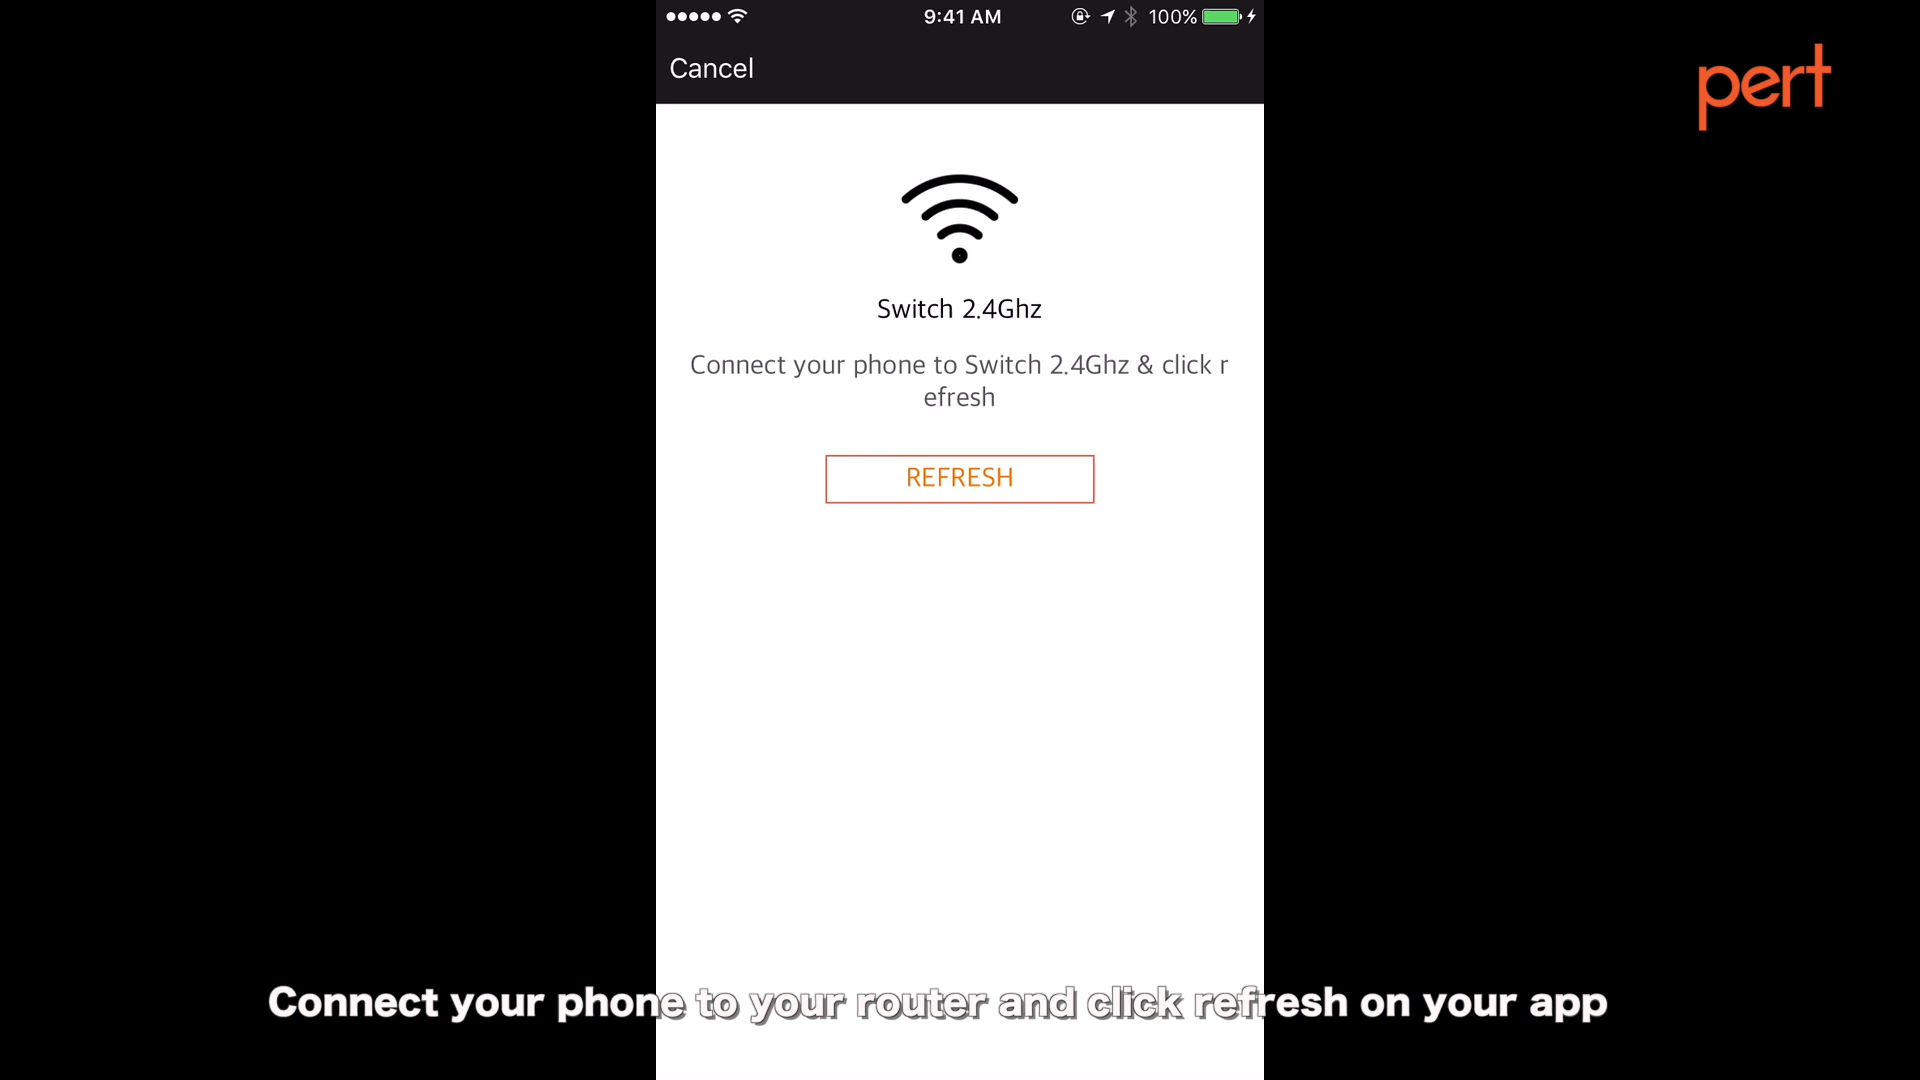 9:41 AM
100%
Cancel
pert
Switch 2.4Ghz
Connect your phone to Switch 2.4Ghz & click r
efresh
REFRESH
Connect your phone to your router and click refresh on your app